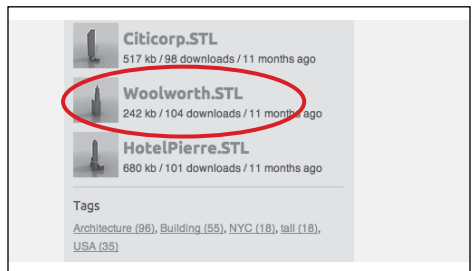 Citicorp.STL
517 kb / 98 downloads / 11 months ago
Woolworth.STL
242 kb / 104 downloads / 11 months ago
HotelPierre.STL
680 kb / 101 downloads / 11 months ago
Tags
Architecture (96), Building (55), NYC (18), tall (18),
USA (35)